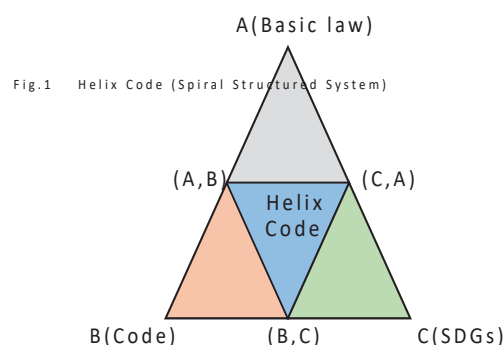 A(Basic law)
Fig.1 Helix Code (Spiral Structured System)
(A,B) (C,A)
Helix
Code
B(Code) (B,C) C(SDGs)